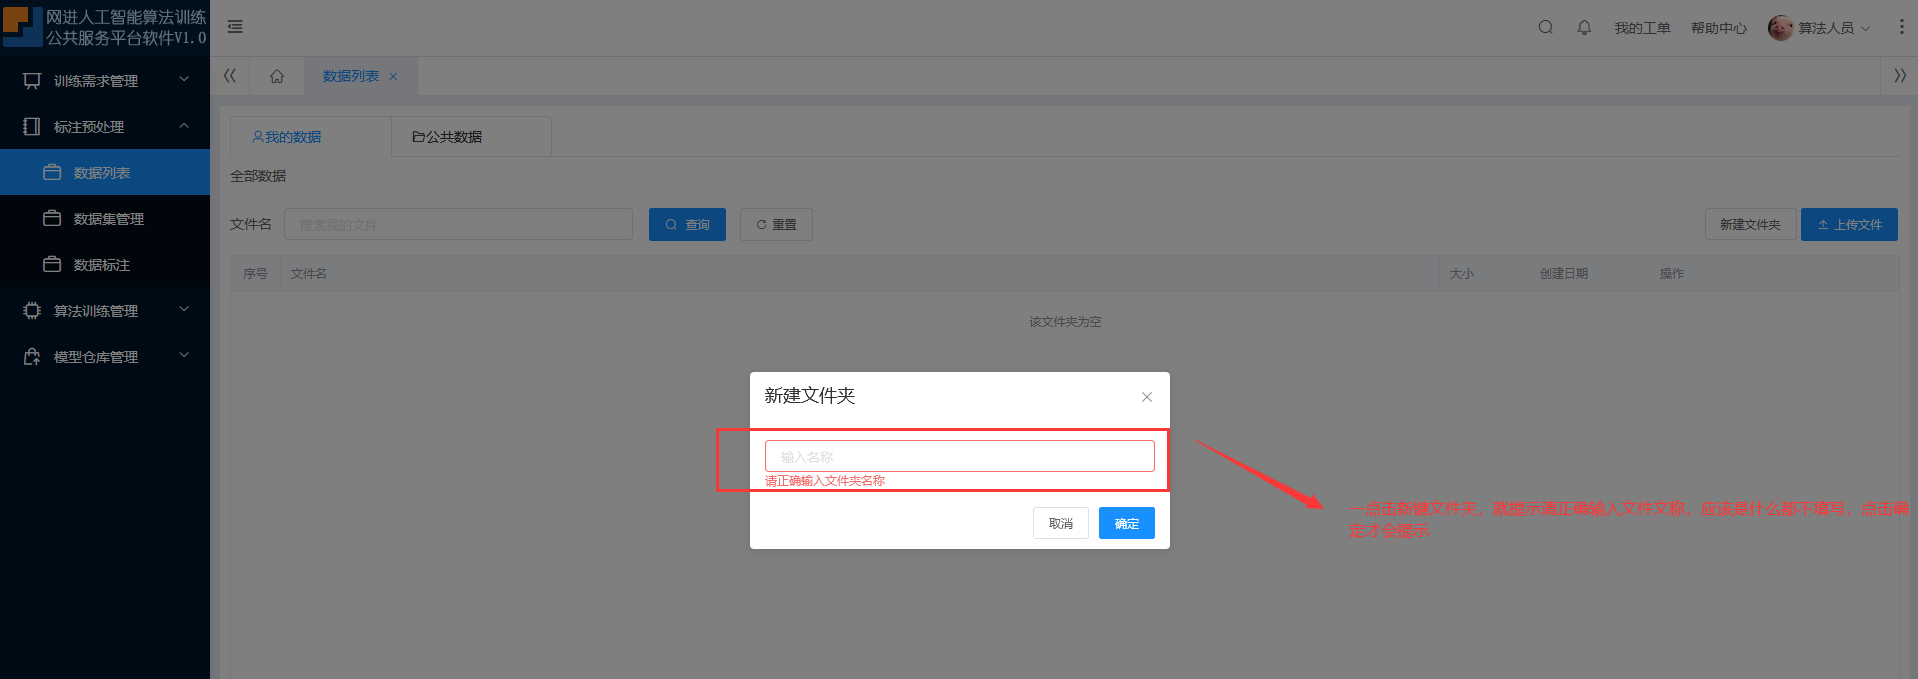 网进人工智能算法训练
公共服务平台软件V1.0
我的工单
帮助中心
算法人员
训练需求管理
标注预处理
数据列表
数据集管理
数据标注
算法训练管理
模型仓库管理
数据列表
我的数据
公共数据
全部数据
文件名
搜索我的文件
查询
重置
新建文件夹
上传文件
序号
文件名
大小
创建日期
操作
该文件夹为空
新建文件夹
输入名称
请正确输入文件夹名称
取消
确定
一点击新键文件夹，就提示请正确输入文件文称，应该是什么都不填写，点击确
定才会提示